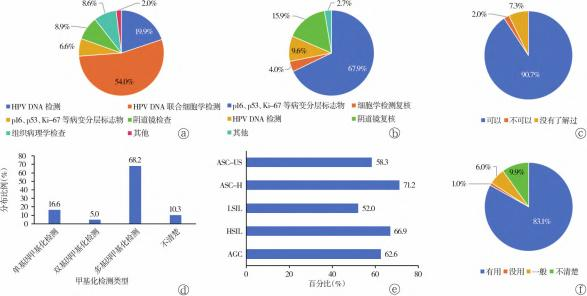 8.6%
2.0%
8.9%
19.9%
6.6%
54.0%
HPV DNA 检测
HPV DNA 联合细胞学检测
p16、p53、Ki-67 等病变分层标志物
阴道镜检查
组织病理学检查
其他
ⓐ
2.7%
15.9%
9.6%
4.0%
67.9%
p16、p53、Ki-67 等病变分层标志物
细胞学检测复核
HPV DNA 检测
阴道镜复核
其他
ⓑ
7.3%
2.0%
90.7%
可以
不可以
没有了解过
ⓒ
分布比例(%)
80
70
60
50
40
30
20
10
0
16.6
5.0
68.2
10.3
单基因甲基化检测
双基因甲基化检测
多基因甲基化检测
不清楚
甲基化检测类型
ⓓ
ASC-US
58.3
ASC-H
71.2
LSIL
52.0
HSIL
66.9
AGC
62.6
0
20
40
60
80
百分比(%)
ⓔ
9.9%
6.0%
1.0%
83.1%
有用
没用
一般
不清楚
ⓕ